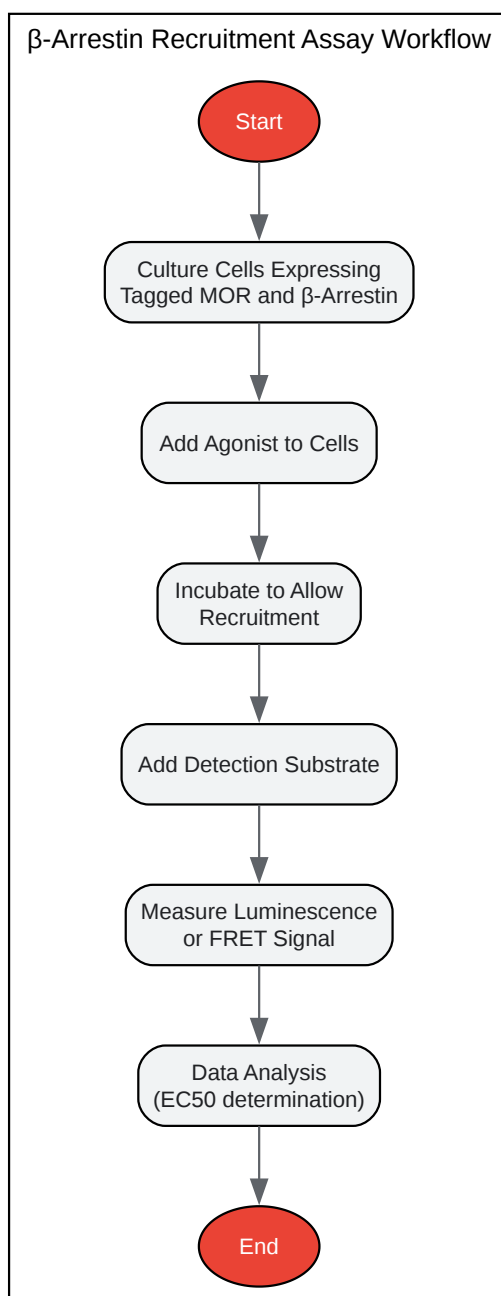 β-Arrestin Recruitment Assay Workflow
Start
Culture Cells Expressing
Tagged MOR and β-Arrestin
Add Agonist to Cells
Incubate to Allow
Recruitment
Add Detection Substrate
Measure Luminescence
or FRET Signal
Data Analysis
(EC50 determination)
End